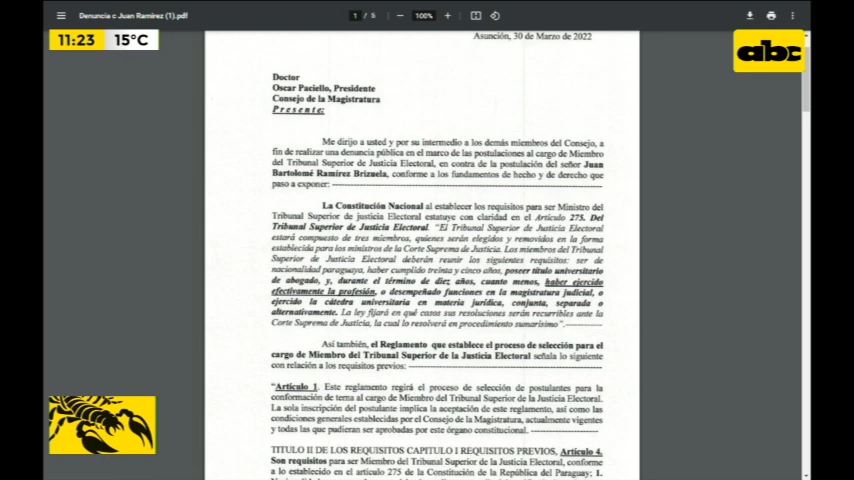 Denuncia c Juan Ramirez (1).pdf
1 / 5
100%
11:23 15°C
abc
Asunción, 30 de Marzo de 2022
Doctor
Oscar Paciello, Presidente
Consejo de la Magistratura
Presente:
Me dirijo a usted y por su intermedio a los demás miembros del Consejo, a
fin de realizar una denuncia pública en el marco de las postulaciones al cargo de Miembro
del Tribunal Superior de Justicia Electoral, en contra de la postulación del señor Juan
Bartolomé Ramírez Brizuela, conforme a los fundamentos de hecho y de derecho que
paso a exponer:
La Constitución Nacional al establecer los requisitos para ser Ministro del
Tribunal Superior de justicia Electoral estatuye con claridad en el Artículo 275. Del
Tribunal Superior de Justicia Electoral. "El Tribunal Superior de Justicia Electoral
estará compuesto de tres miembros, quienes serán elegidos y removidos en la forma
establecida para los ministros de la Corte Suprema de Justicia. Los miembros del Tribunal
Superior de Justicia Electoral deberán reunir los siguientes requisitos: ser de
nacionalidad paraguaya, haber cumplido treinta y cinco años, poseer título universitario
de abogado, y, durante el término de diez años, cuanto menos, haber ejercido
efectivamente la profesión, o desempeñado funciones en la magistratura judicial, o
ejercido la cátedra universitaria en materia jurídica, conjunta, separada o
alternativamente. La ley fijará en qué casos sus resoluciones serán recurribles ante la
Corte Suprema de Justicia, la cual lo resolverá en procedimiento sumarísimo".
Así también, el Reglamento que establece el proceso de selección para el
cargo de Miembro del Tribunal Superior de la Justicia Electoral señala lo siguiente
con relación a los requisitos previos:
"Artículo 1. Este reglamento regirá el proceso de selección de postulantes para la
conformación de terna al cargo de Miembro del Tribunal Superior de la Justicia Electoral.
La sola inscripción del postulante implica la aceptación de este reglamento, así como las
condiciones generales establecidas por el Consejo de la Magistratura, actualmente vigentes
y todas las que pudieran ser aprobadas por este órgano constitucional.
TITULO II DE LOS REQUISITOS CAPITULO I REQUISITOS PREVIOS, Artículo 4.
Son requisitos para ser Miembro del Tribunal Superior de la Justicia Electoral, conforme
a lo establecido en el artículo 275 de la Constitución de la República del Paraguay; 1.